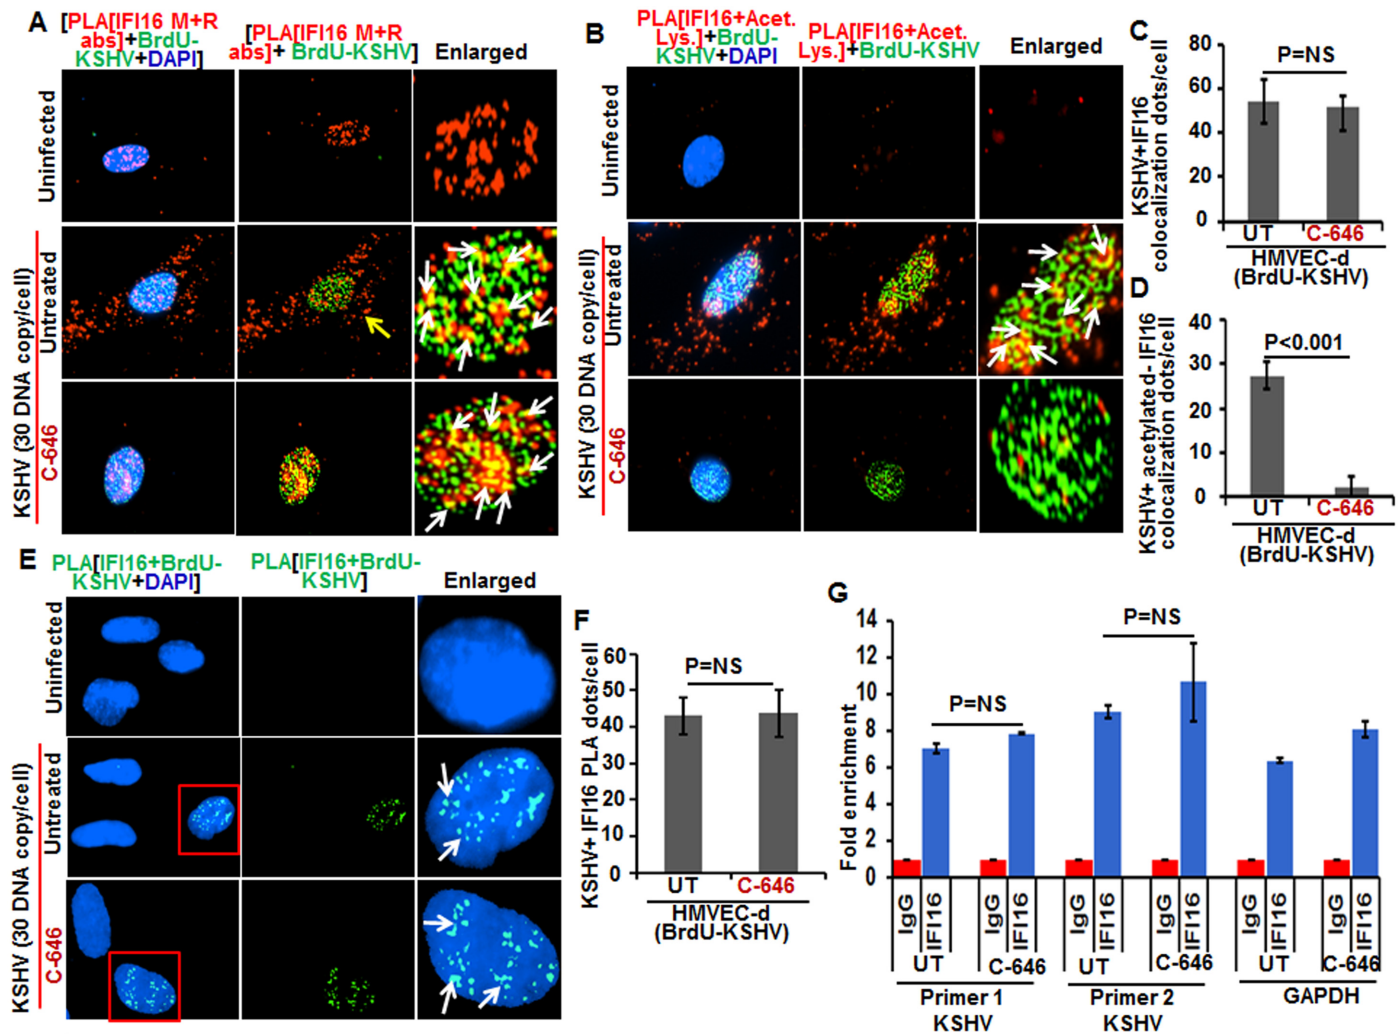 A
[PLA[IFI16 M+R
abs]+BrdU-
KSHV+DAPI]
[PLA[IFI16 M+R
abs]+ BrdU-KSHV]
Enlarged
Uninfected
Untreated
C-646
KSHV (30 DNA copy/cell)
B
PLA[IFI16+Acet.
Lys.]+BrdU-
KSHV+DAPI
PLA[IFI16+Acet.
Lys.]+BrdU-KSHV
Enlarged
Uninfected
Untreated
C-646
KSHV (30 DNA copy/cell)
C
KSHV+IFI16
colocalization dots/cell
80
60
40
20
0
P=NS
UT
C-646
HMVEC-d
(BrdU-KSHV)
D
KSHV+ acetylated- IFI16
colocalization dots/cell
40
30
20
10
0
P<0.001
UT
C-646
HMVEC-d
(BrdU-KSHV)
E
PLA[IFI16+BrdU-
KSHV+DAPI]
PLA[IFI16+BrdU-
KSHV]
Enlarged
Uninfected
Untreated
C-646
KSHV (30 DNA copy/cell)
F
KSHV+ IFI16 PLA dots/cell
60
50
40
30
20
10
0
P=NS
UT
C-646
HMVEC-d
(BrdU-KSHV)
G
Fold enrichment
14
12
10
8
6
4
2
0
P=NS
P=NS
IgG
IFI16
IgG
IFI16
IgG
IFI16
IgG
IFI16
IgG
IFI16
IgG
IFI16
UT
C-646
UT
C-646
UT
C-646
Primer 1
KSHV
Primer 2
KSHV
GAPDH